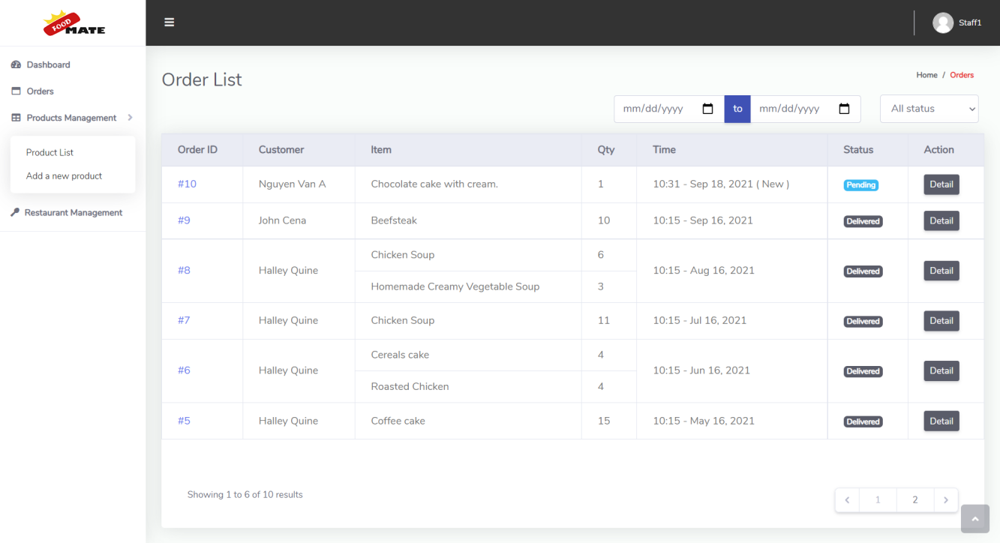 FOOD
MATE
Staff1
Dashboard
Orders
Products Management
Product List
Add a new product
Restaurant Management
Order List
Home / Orders
mm/dd/yyyy to mm/dd/yyyy All status
Order ID Customer Item Qty Time Status Action
#10 Nguyen Van A Chocolate cake with cream. 1 10:31 - Sep 18, 2021 ( New ) Pending Detail
#9 John Cena Beefsteak 10 10:15 - Sep 16, 2021 Delivered Detail
Chicken Soup 6
#8 Halley Quine 10:15 - Aug 16, 2021 Delivered Detail
Homemade Creamy Vegetable Soup 3
#7 Halley Quine Chicken Soup 11 10:15 - Jul 16, 2021 Delivered Detail
Cereals cake 4
#6 Halley Quine 10:15 - Jun 16, 2021 Delivered Detail
Roasted Chicken 4
#5 Halley Quine Coffee cake 15 10:15 - May 16, 2021 Delivered Detail
Showing 1 to 6 of 10 results
‹ 1 2 ›